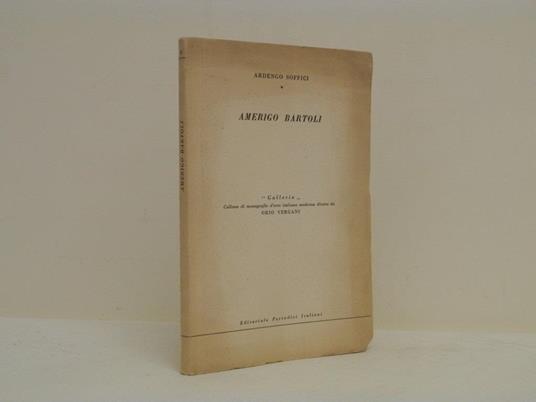 ARDENGO SOFFICI
AMERIGO BARTOLI
"Galleria„
Collana di monografie d'arte italiana moderna diretta da
ORIO VERGANI
Editoriale Periodici Italiani
AMERIGO BARTOLI